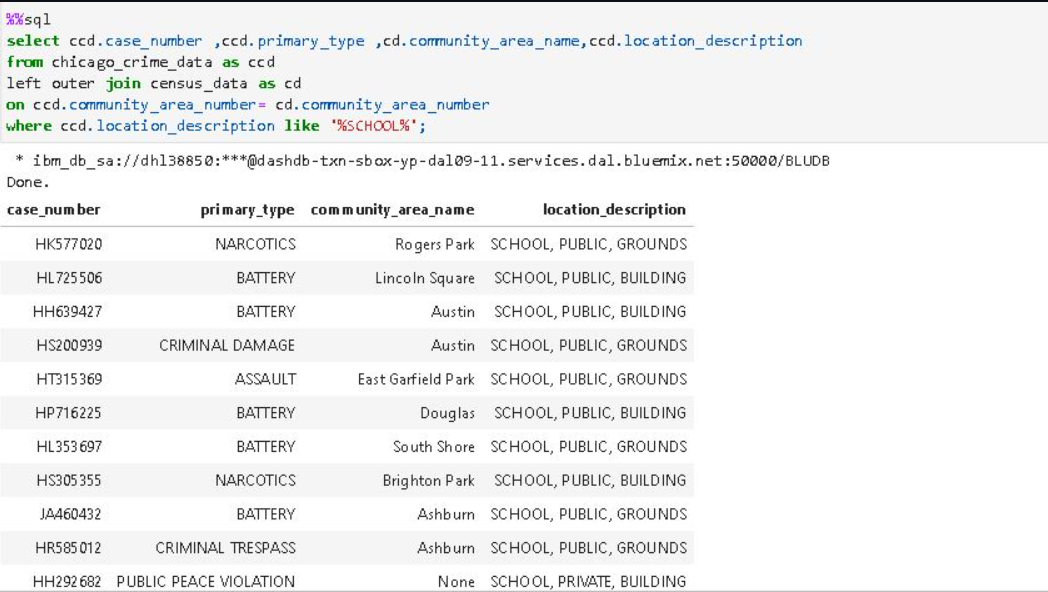 %%sql
select ccd.case_number ,ccd.primary_type ,cd.community_area_name,ccd.location_description
from chicago_crime_data as ccd
left outer join census_data as cd
on ccd.community_area_number= cd.community_area_number
where ccd.location_description like '%SCHOOL%';
* ibm_db_sa://dhl38850:***@dashdb-txn-sbox-yp-dal09-11.services.dal.bluemix.net:50000/BLUDB
Done.
case_number primary_type community_area_name location_description
HK577020 NARCOTICS Rogers Park SCHOOL, PUBLIC, GROUNDS
HL725506 BATTERY Lincoln Square SCHOOL, PUBLIC, BUILDING
HH639427 BATTERY Austin SCHOOL, PUBLIC, BUILDING
HS200939 CRIMINAL DAMAGE Austin SCHOOL, PUBLIC, GROUNDS
HT315369 ASSAULT East Garfield Park SCHOOL, PUBLIC, GROUNDS
HP716225 BATTERY Douglas SCHOOL, PUBLIC, BUILDING
HL353697 BATTERY South Shore SCHOOL, PUBLIC, GROUNDS
HS305355 NARCOTICS Brighton Park SCHOOL, PUBLIC, BUILDING
JA460432 BATTERY Ashburn SCHOOL, PUBLIC, GROUNDS
HR585012 CRIMINAL TRESPASS Ashburn SCHOOL, PUBLIC, GROUNDS
HH292682 PUBLIC PEACE VIOLATION None SCHOOL, PRIVATE, BUILDING